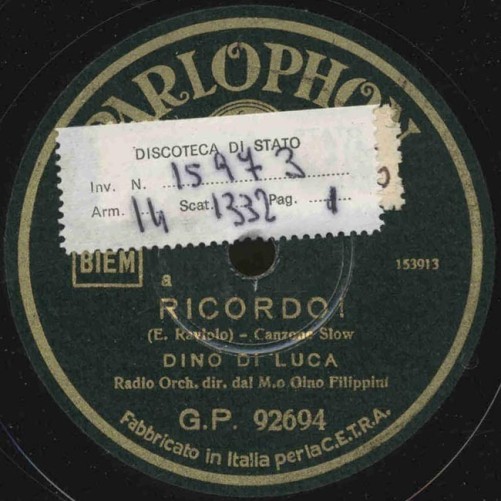 PARLOPHON
DISCOTECA DI STATO
Inv. N. 15973
Arm. 14 Scat. 1332 Pag. 1
BIEM
153913
a
RICORDO!
(E. Raviolo) - Canzone Slow
DINO DI LUCA
Radio Orch. dir. dal M.o Gino Filippini
G.P. 92694
Fabbricato in Italia per la C.E.T.R.A.